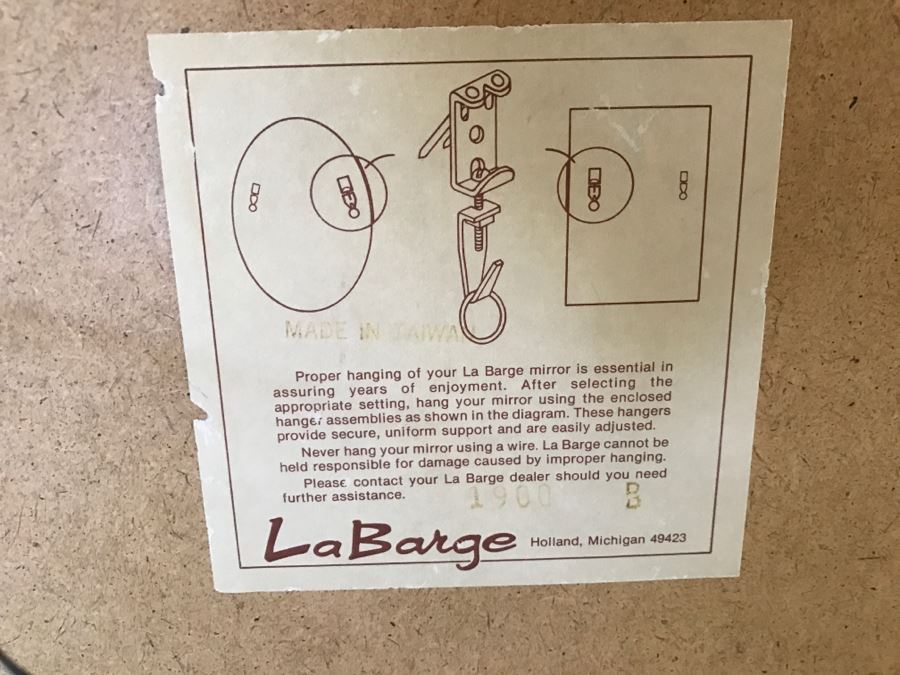 MADE IN TAIWAN
Proper hanging of your La Barge mirror is essential in
assuring years of enjoyment. After selecting the
appropriate setting, hang your mirror using the enclosed
hanger assemblies as shown in the diagram. These hangers
provide secure, uniform support and are easily adjusted.
Never hang your mirror using a wire. La Barge cannot be
held responsible for damage caused by improper hanging.
Please contact your La Barge dealer should you need
further assistance.
1900 B
LaBarge Holland, Michigan 49423